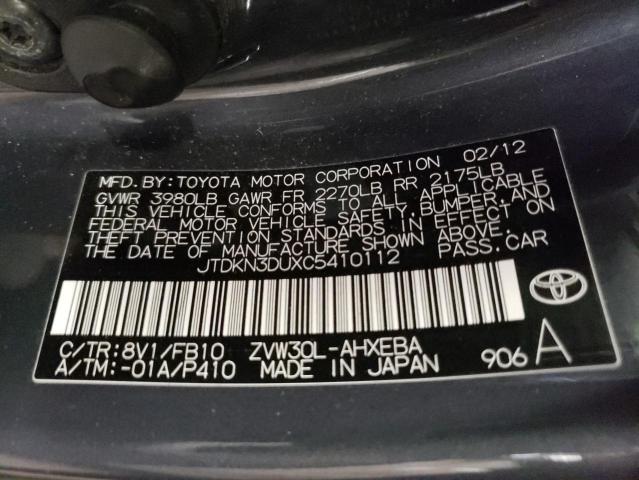 MFD. BY: TOYOTA MOTOR CORPORATION 02/12
GVWR 3980LB GAWR FR 2270LB RR 2175LB
THIS VEHICLE CONFORMS TO ALL APPLICABLE
FEDERAL MOTOR VEHICLE SAFETY, BUMPER, AND
THEFT PREVENTION STANDARDS IN EFFECT ON
THE DATE OF MANUFACTURE SHOWN ABOVE.
JTDKN3DUXC5410112 PASS. CAR
C/TR: 8V1/FB10 ZVW30L-AHXEBA
A/TM: -01A/P410 MADE IN JAPAN 906 A